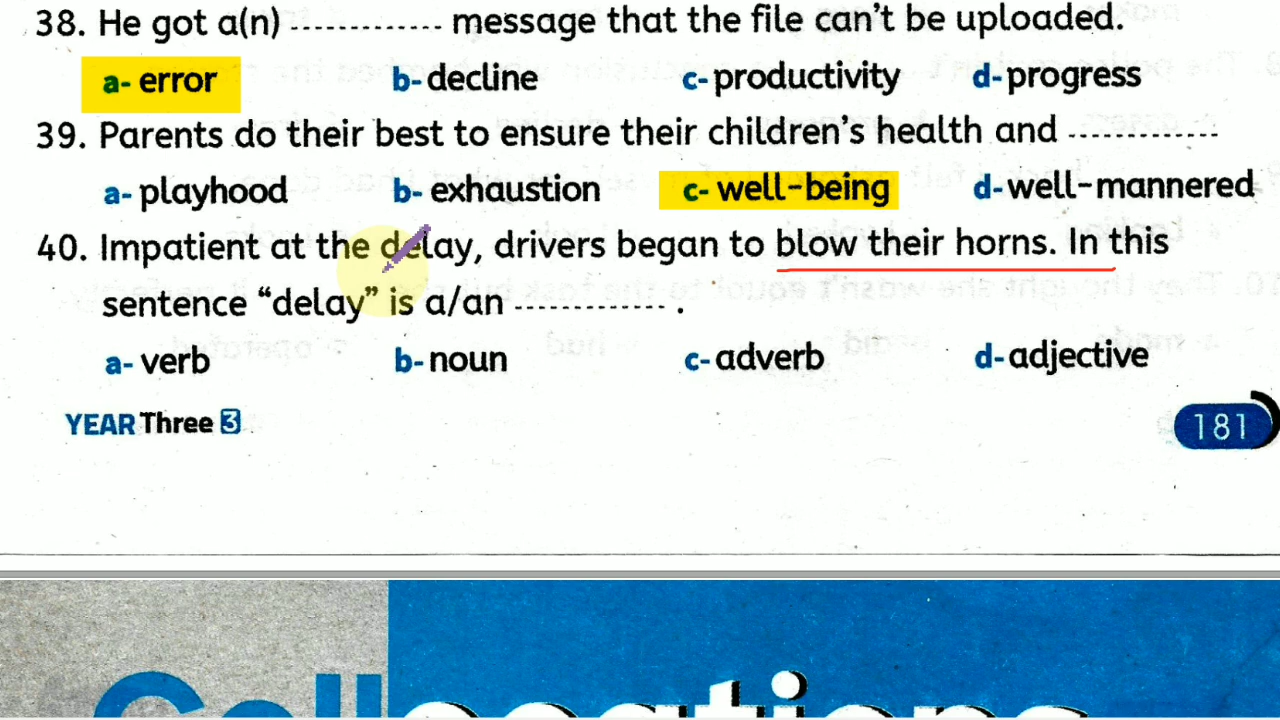 38. He got a(n) ------------- message that the file can't be uploaded.
a- error b- decline c- productivity d- progress
39. Parents do their best to ensure their children's health and -------------
a- playhood b- exhaustion c- well-being d- well-mannered
40. Impatient at the delay, drivers began to blow their horns. In this
sentence “delay” is a/an ------------- .
a- verb b- noun c- adverb d- adjective
YEAR Three 3
181
Collocations